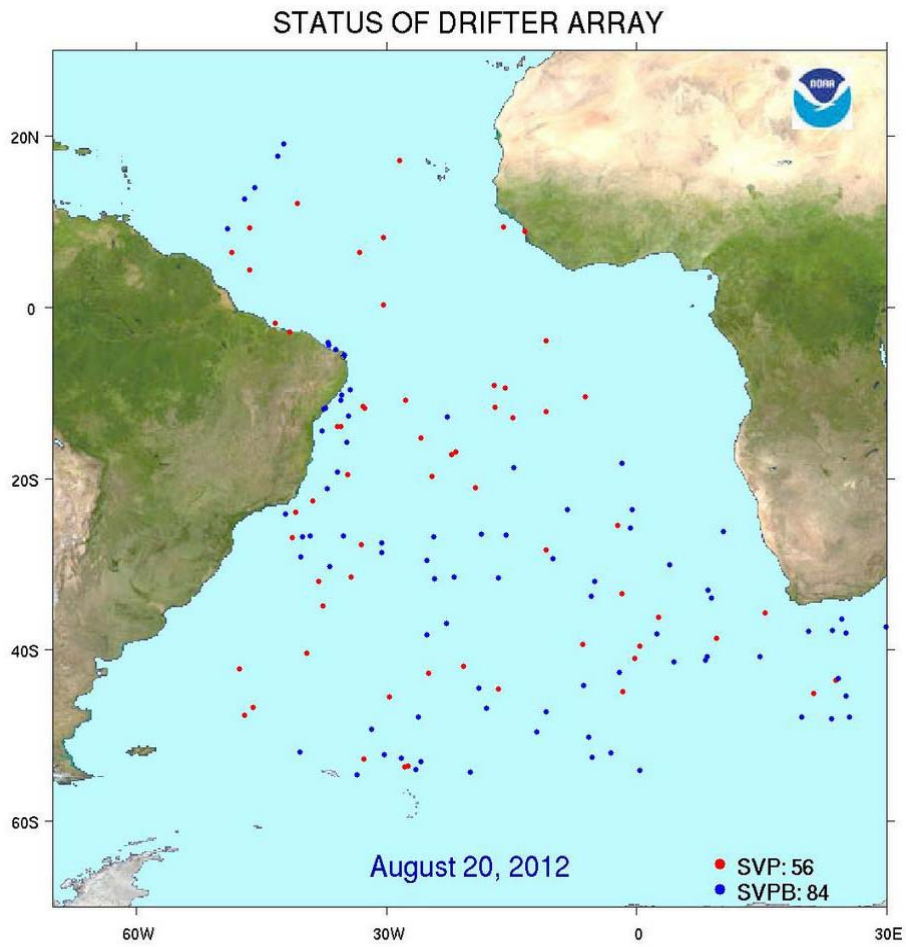 STATUS OF DRIFTER ARRAY
NOAA
20N
0
20S
40S
60S
August 20, 2012
SVP: 56
SVPB: 84
60W
30W
0
30E